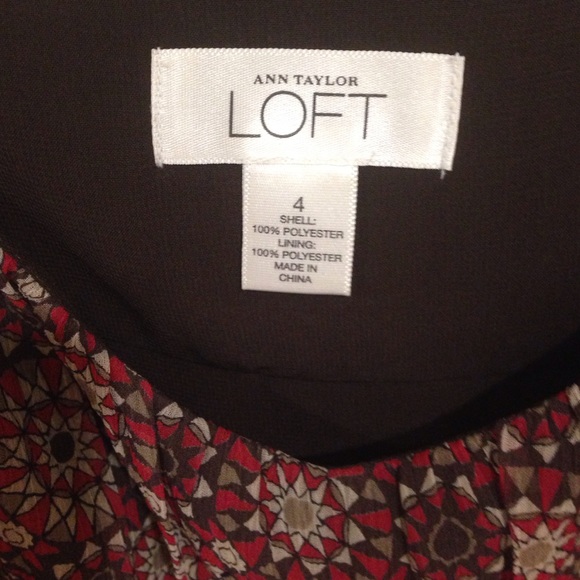 ANN TAYLOR
LOFT
4
SHELL:
100% POLYESTER
LINING:
100% POLYESTER
MADE IN
CHINA